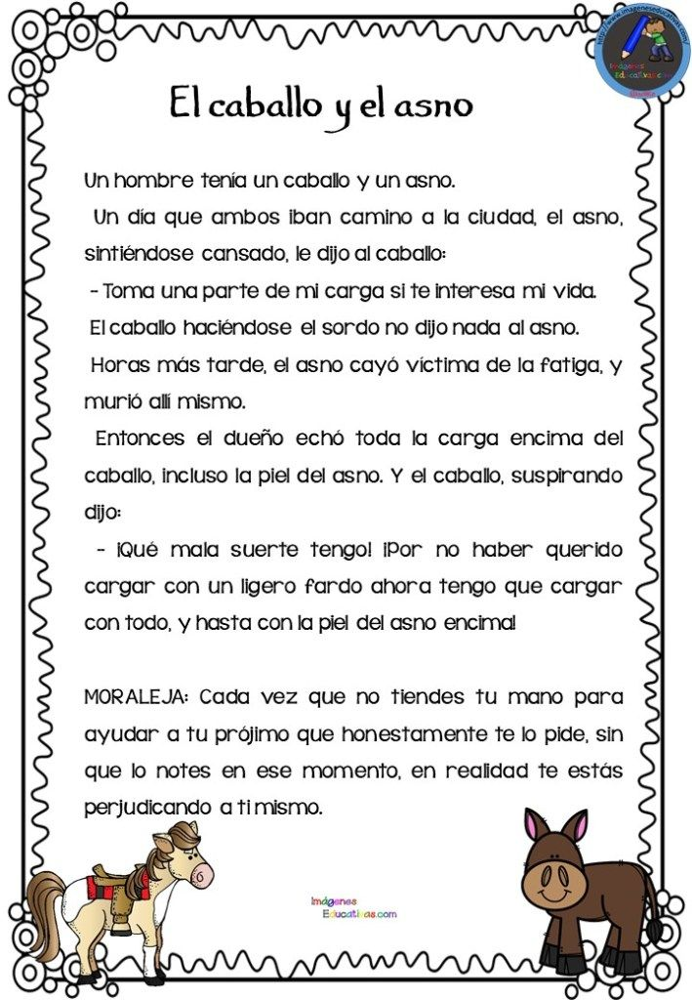 http://www.imageneseducativas.com/
Imágenes
Educativas.com
El caballo y el asno
Un hombre tenía un caballo y un asno.
Un día que ambos iban camino a la ciudad, el asno,
sintiéndose cansado, le dijo al caballo:
- Toma una parte de mi carga si te interesa mi vida.
El caballo haciéndose el sordo no dijo nada al asno.
Horas más tarde, el asno cayó víctima de la fatiga, y
murió allí mismo.
Entonces el dueño echó toda la carga encima del
caballo, incluso la piel del asno. Y el caballo, suspirando
dijo:
- ¡Qué mala suerte tengo! ¡Por no haber querido
cargar con un ligero fardo ahora tengo que cargar
con todo, y hasta con la piel del asno encima!
MORALEJA: Cada vez que no tiendes tu mano para
ayudar a tu prójimo que honestamente te lo pide, sin
que lo notes en ese momento, en realidad te estás
perjudicando a ti mismo.
Imágenes
Educativas.com